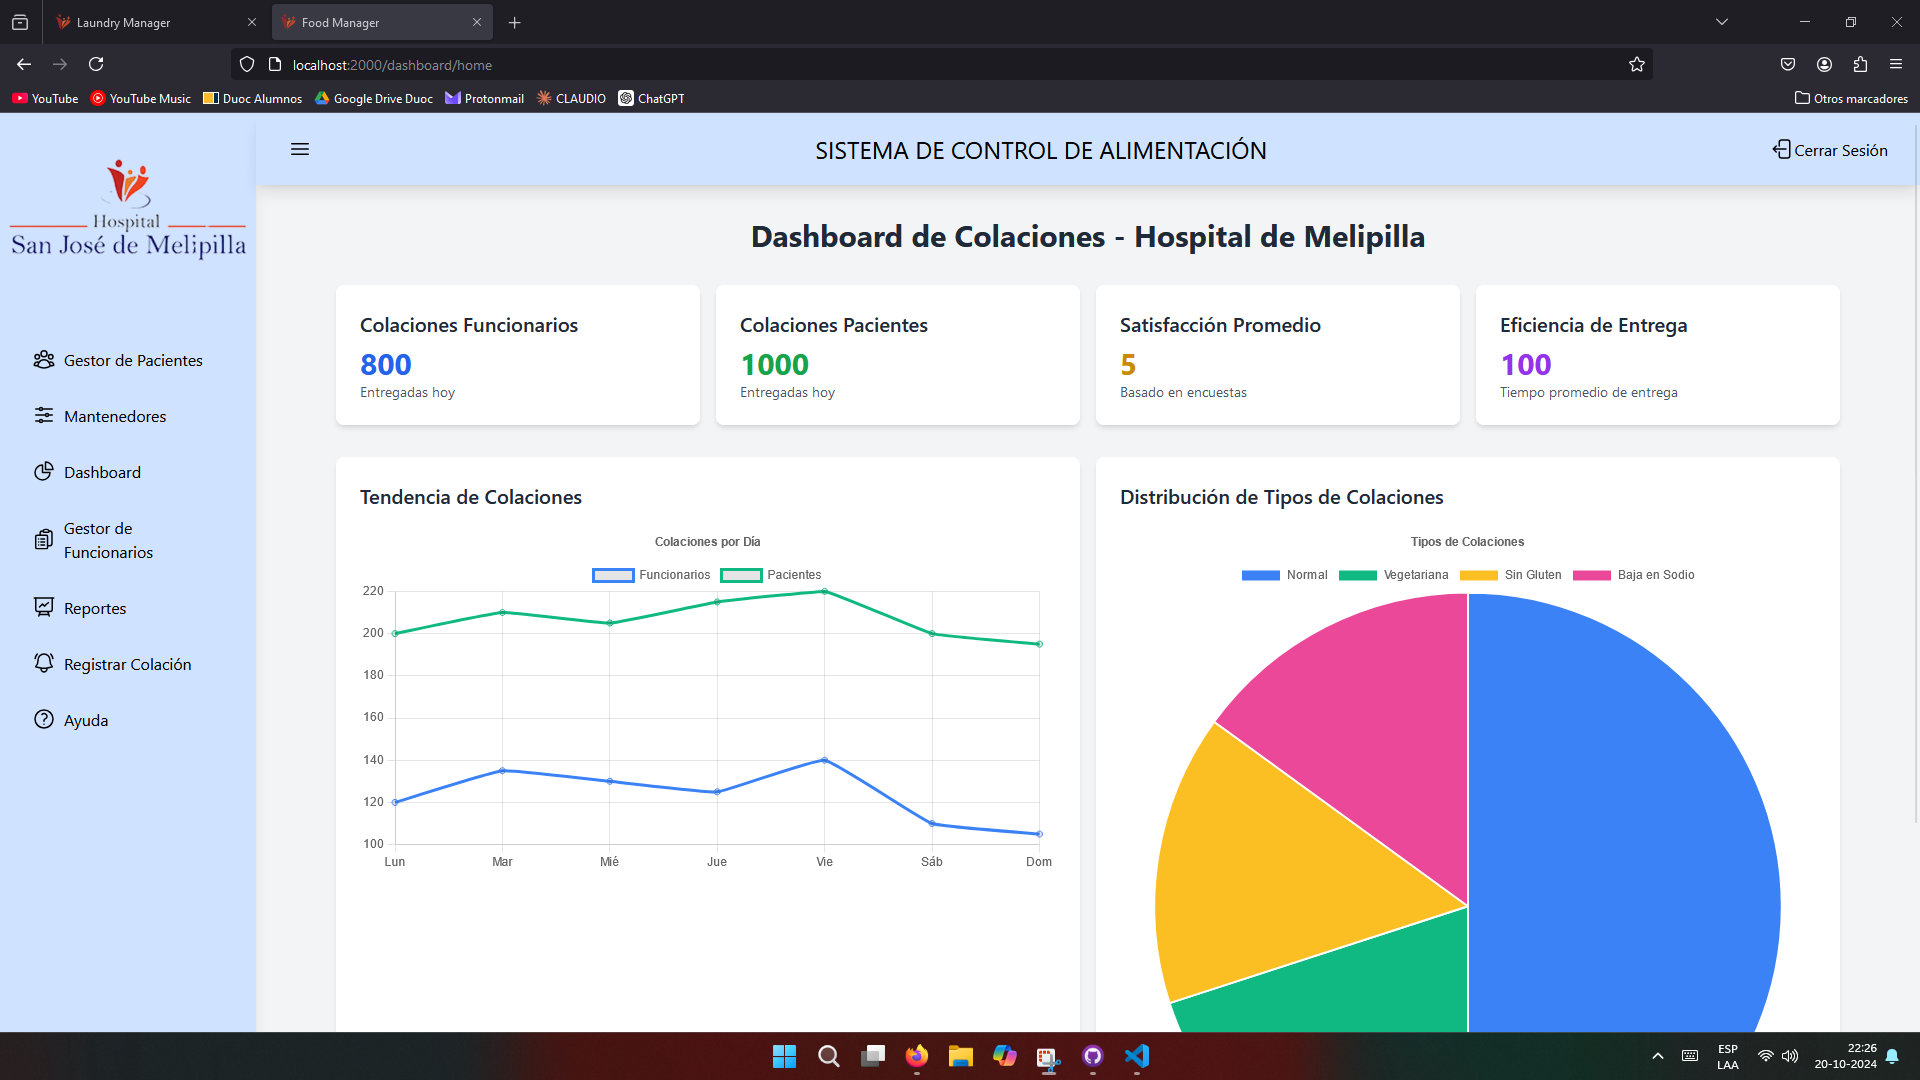 Laundry Manager
Food Manager
localhost:2000/dashboard/home
YouTube
YouTube Music
Duoc Alumnos
Google Drive Duoc
Protonmail
CLAUDIO
ChatGPT
Otros marcadores
Hospital
San José de Melipilla
SISTEMA DE CONTROL DE ALIMENTACIÓN
Cerrar Sesión
Gestor de Pacientes
Mantenedores
Dashboard
Gestor de
Funcionarios
Reportes
Registrar Colación
Ayuda
Dashboard de Colaciones - Hospital de Melipilla
Colaciones Funcionarios
800
Entregadas hoy
Colaciones Pacientes
1000
Entregadas hoy
Satisfacción Promedio
5
Basado en encuestas
Eficiencia de Entrega
100
Tiempo promedio de entrega
Tendencia de Colaciones
Colaciones por Día
Funcionarios Pacientes
220
200
180
160
140
120
100
Lun Mar Mié Jue Vie Sáb Dom
Distribución de Tipos de Colaciones
Tipos de Colaciones
Normal Vegetariana Sin Gluten Baja en Sodio
ESP
LAA
22:26
20-10-2024